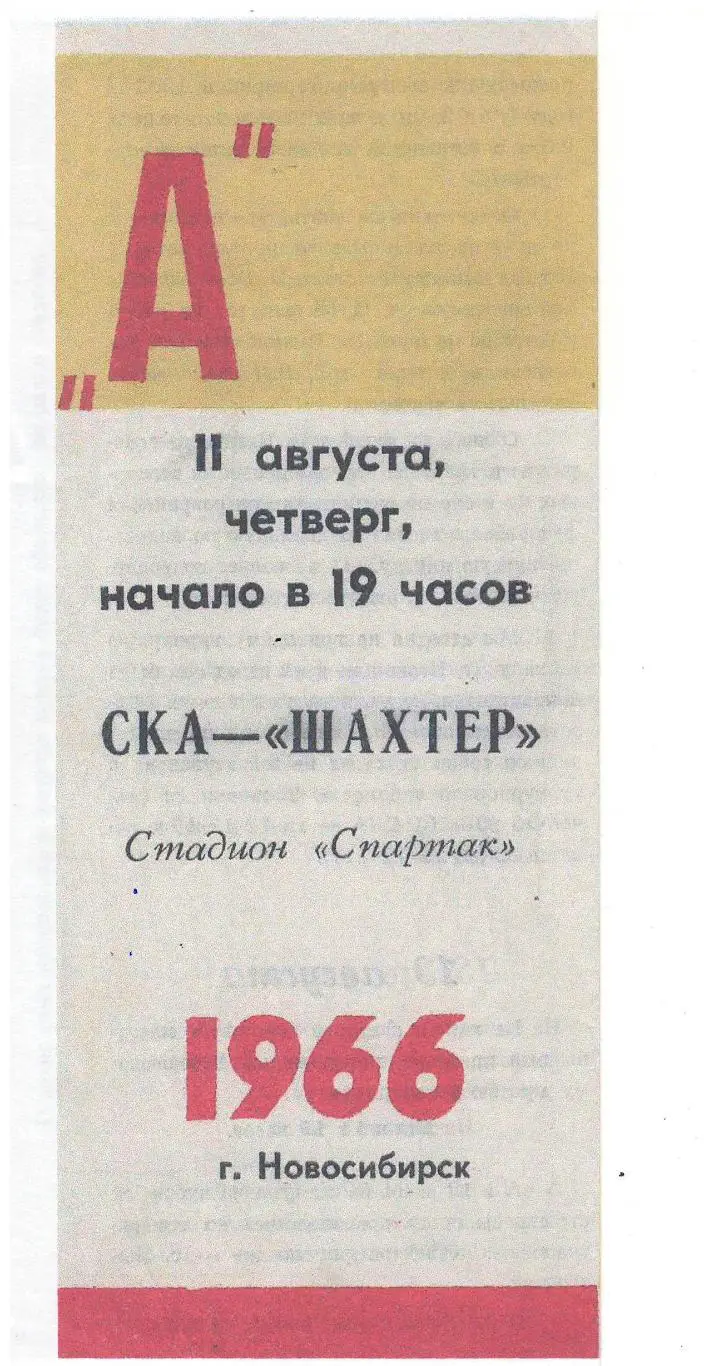 „А"
11 августа,
четверг,
начало в 19 часов
СКА—«ШАХТЕР»
Стадион «Спартак»
1966
г. Новосибирск